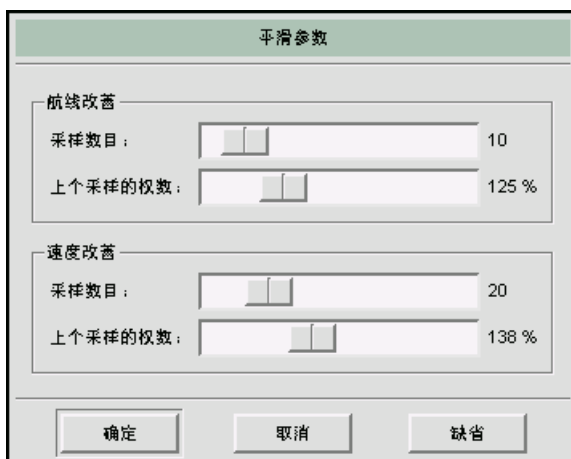 平滑参数
航线改善
采样数目： 10
上个采样的权数： 125 %
速度改善
采样数目： 20
上个采样的权数： 138 %
确定 取消 缺省